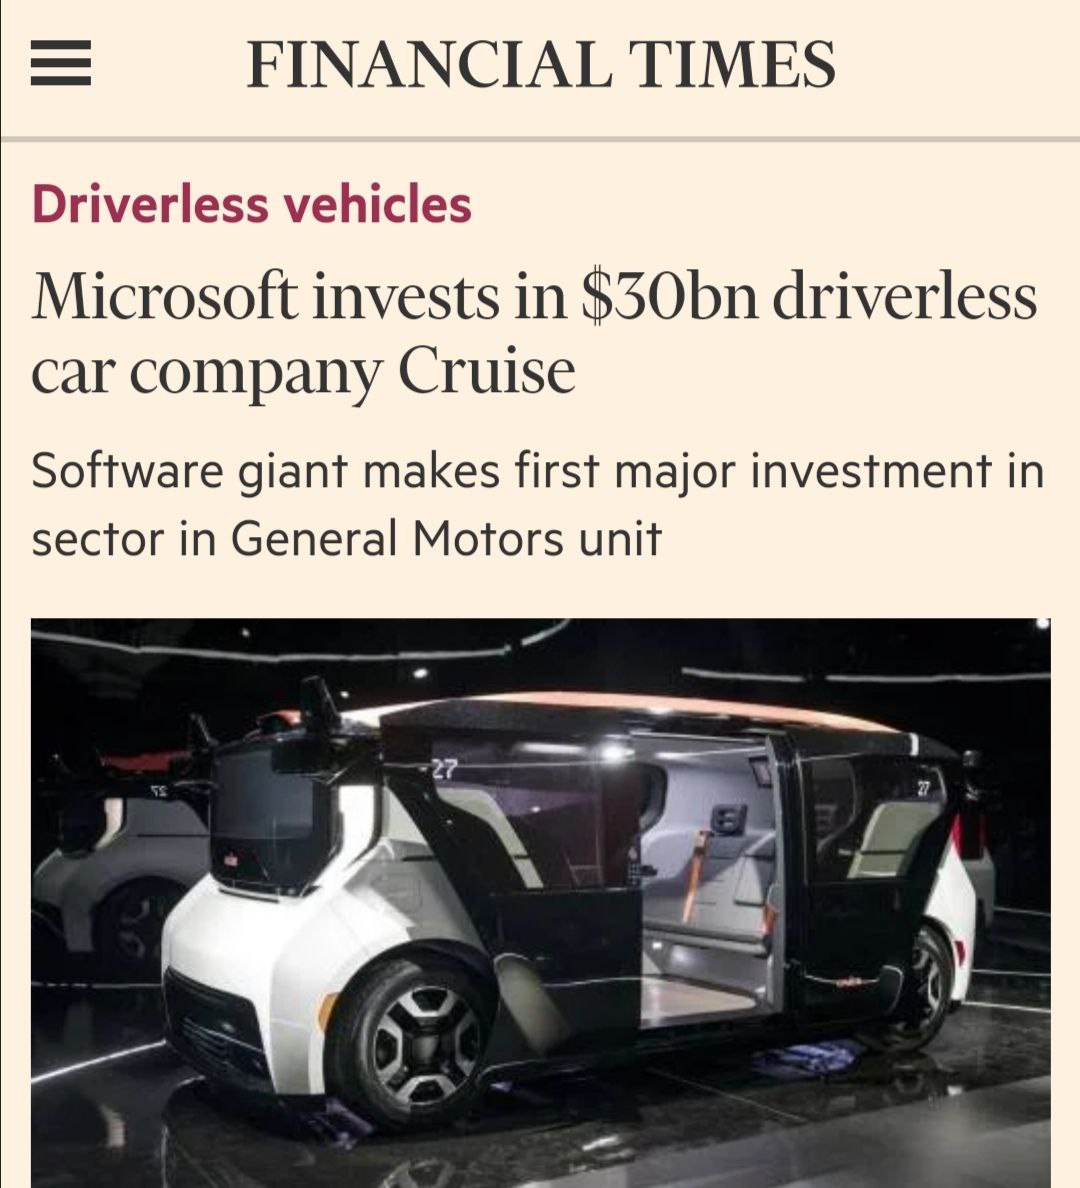 FINANCIAL TIMES
Driverless vehicles
Microsoft invests in $30bn driverless
car company Cruise
Software giant makes first major investment in
sector in General Motors unit
27
27